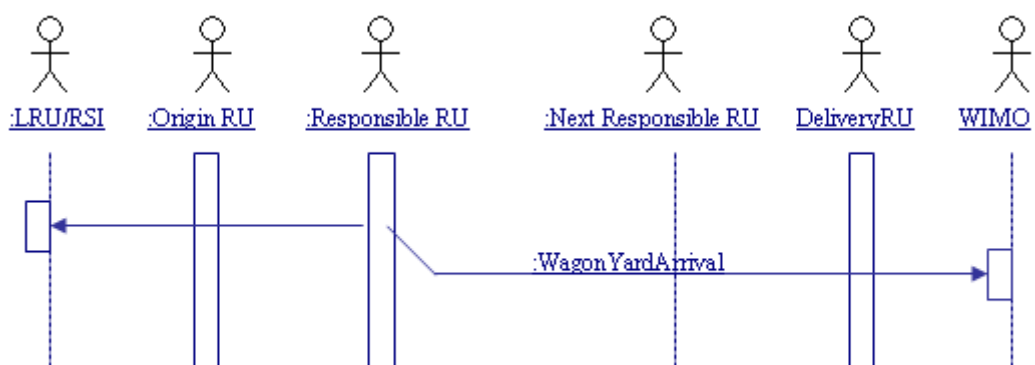 :LRU/RSI :Origin RU :Responsible RU :Next Responsible RU DeliveryRU WIMO
:WagonYardArrival